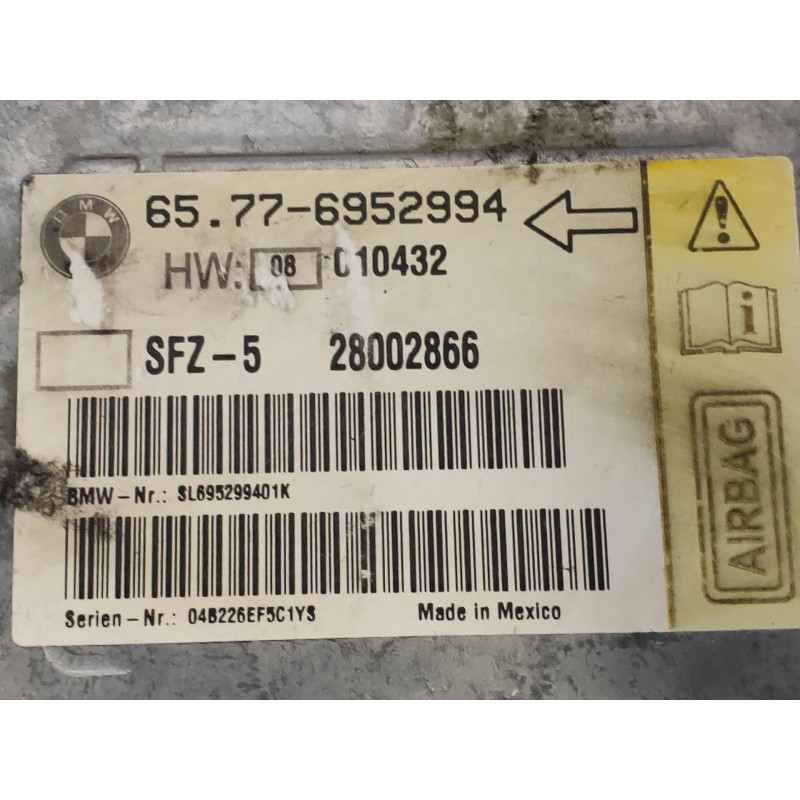 BMW
65.77-6952994
HW: 08 010432
SFZ-5 28002866
BMW-Nr.: SL695299401K
Serien-Nr.: 04B226EF5C1YS
Made in Mexico
i
AIRBAG